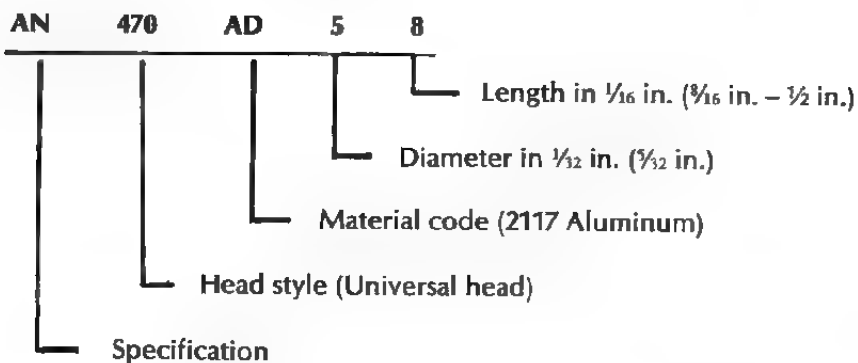 AN 470 AD 5 8
Length in 1/16 in. (8/16 in. – 1/2 in.)
Diameter in 1/32 in. (5/32 in.)
Material code (2117 Aluminum)
Head style (Universal head)
Specification